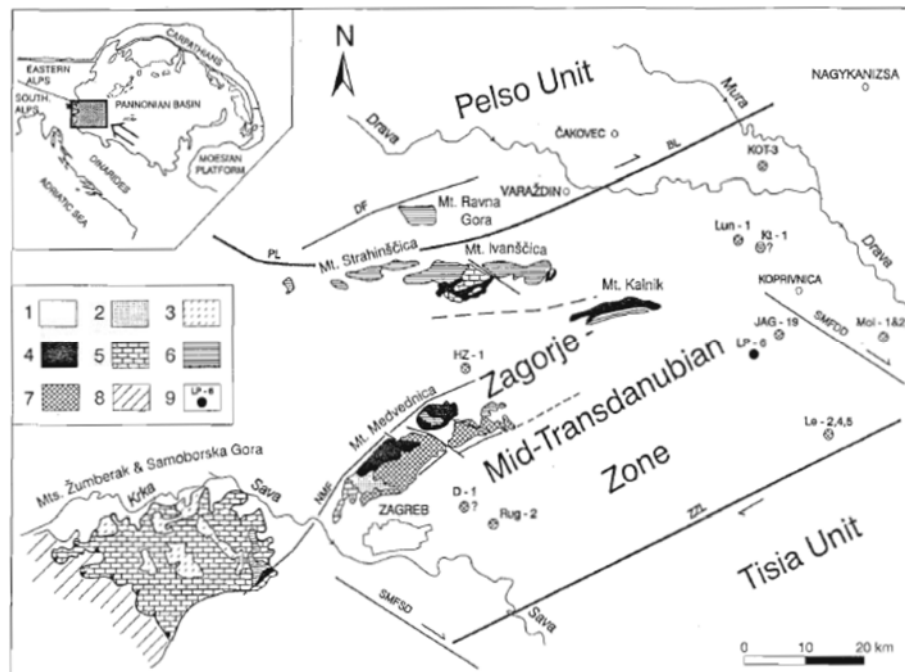 CARPATHIANS
EASTERN
ALPS
SOUTH.
ALPS
PANNONIAN BASIN
DINARIDES
ADRIATIC SEA
MOESIAN
PLATFORM
N
Pelso Unit
NAGYKANIZSA
Mura
Drava
ČAKOVEC
BL
KOT-3
VARAŽDIN
DF
Mt. Ravna
Gora
PL
Mt. Strahinščica
Mt. Ivanščica
Lun - 1
Kt - 1
?
Drava
KOPRIVNICA
Mt. Kalnik
SMFDD
Mol - 1&2
JAG - 19
LP - 6
1
2
3
4
5
6
7
8
9
LP - 6
HZ - 1
Zagorje -
Mid-Transdanubian
Zone
Mt. Medvednica
Le - 2,4,5
Mts. Žumberak & Samoborska Gora
Krka
Sava
NMF
ZAGREB
D - 1
?
Rug - 2
ZZL
Tisia Unit
SMFSD
Sava
0 10 20 km